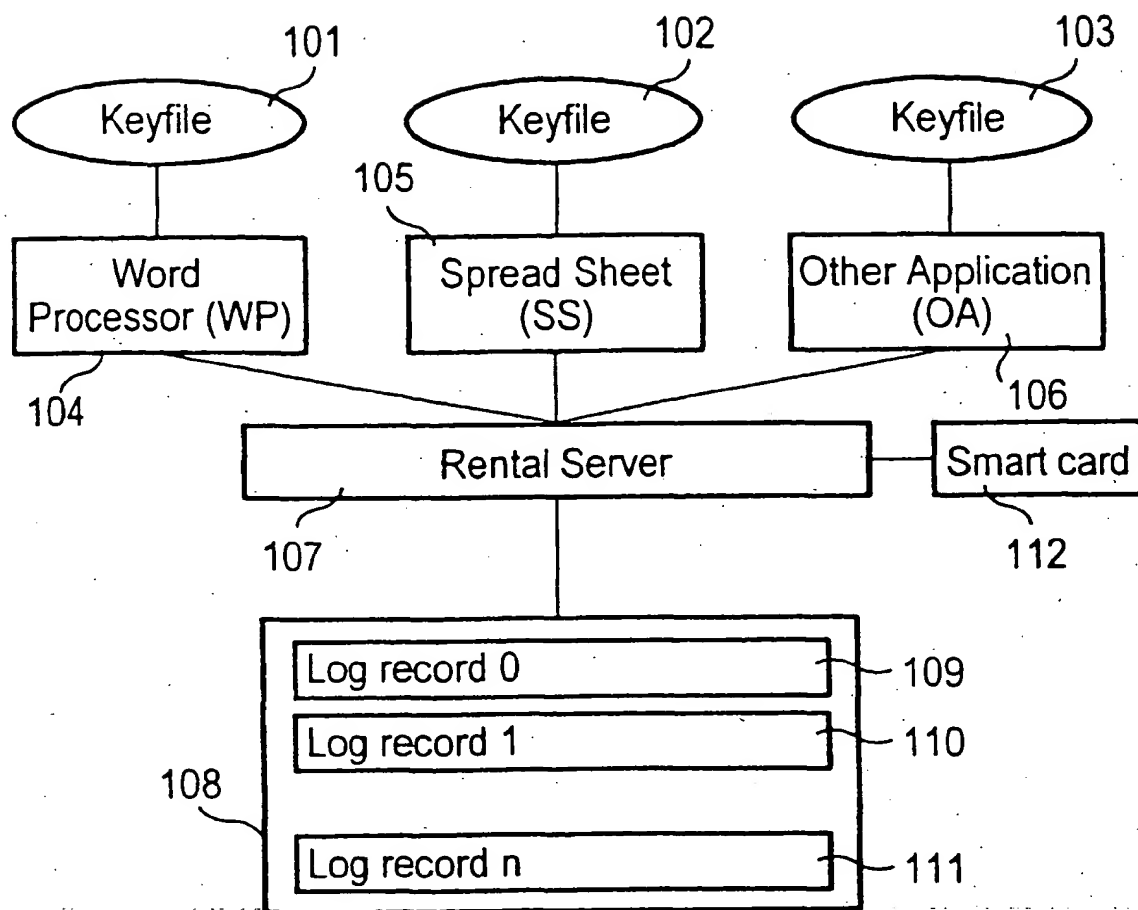 101
102
103
Keyfile
Keyfile
Keyfile
105
Word
Processor (WP)
Spread Sheet
(SS)
Other Application
(OA)
104
106
Rental Server
Smart card
107
112
Log record 0
109
Log record 1
110
108
Log record n
111